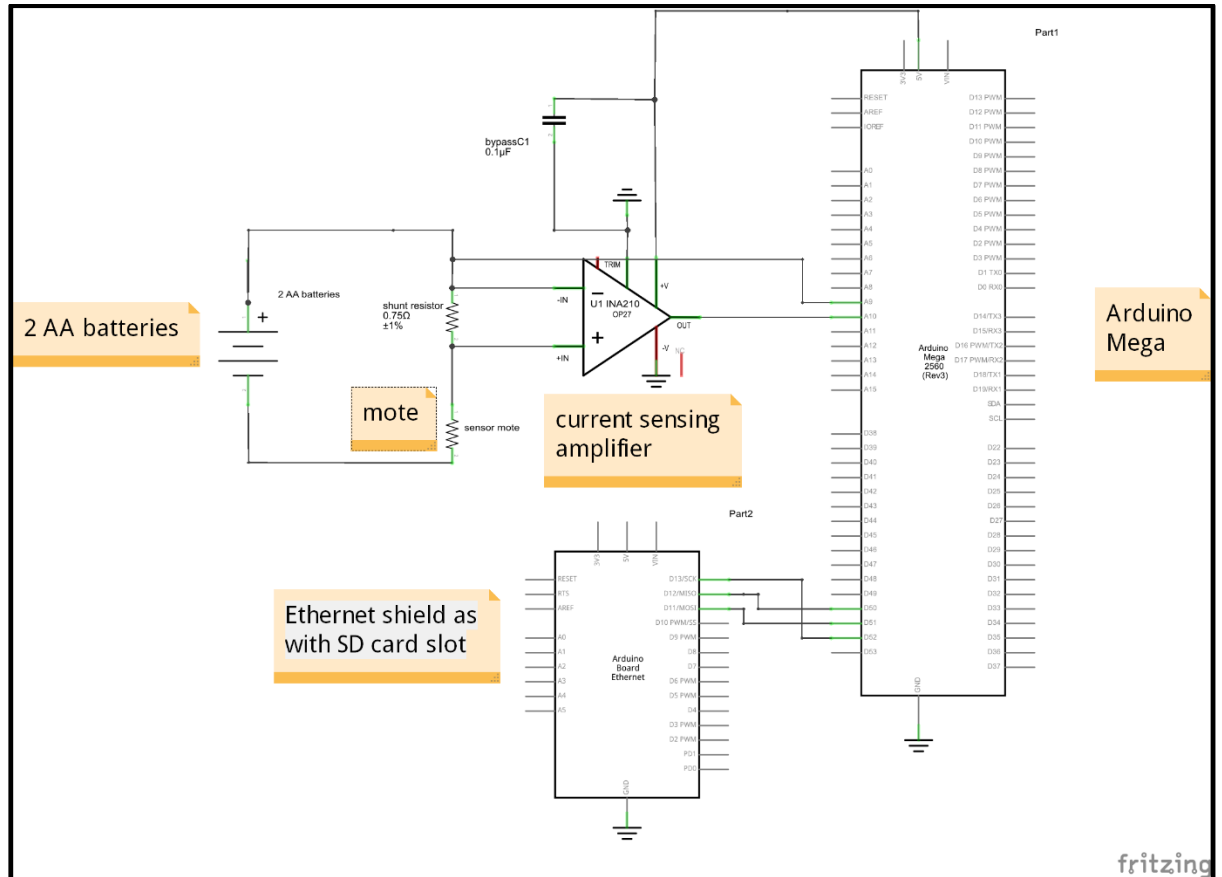 Part1
3V3
5V
VIN
RESET
AREF
IOREF
A0
A1
A2
A3
A4
A5
A6
A7
A8
A9
A10
A11
A12
A13
A14
A15
D38
D39
D40
D41
D42
D43
D44
D45
D46
D47
D48
D49
D50
D51
D52
D53
D13 PWM
D12 PWM
D11 PWM
D10 PWM
D9 PWM
D8 PWM
D7 PWM
D6 PWM
D5 PWM
D4 PWM
D2 PWM
D3 PWM
D1 TX0
D0 RX0
D14/TX3
D15/RX3
D16 PWM/TX2
D17 PWM/RX2
D18/TX1
D19/RX1
SDA
SCL
D22
D23
D24
D25
D26
D27
D28
D29
D30
D31
D32
D33
D34
D35
D36
D37
Arduino
Mega
2560
(Rev3)
GND
Arduino
Mega
bypassC1
0.1µF
2 AA batteries
2 AA batteries
+
shunt resistor
0.75Ω
±1%
mote
sensor mote
TRIM
+V
-IN
−
U1 INA210
OP27
OUT
+IN
+
-V
NC
current sensing
amplifier
Part2
3V3
5V
VIN
RESET
RTS
AREF
A0
A1
A2
A3
A4
A5
D13/SCK
D12/MISO
D11/MOSI
D10 PWM/SS
D9 PWM
D8
D7
D6 PWM
D5 PWM
D4
D3 PWM
D2 PWM
PD1
PD0
Arduino
Board
Ethernet
GND
Ethernet shield as
with SD card slot
fritzing